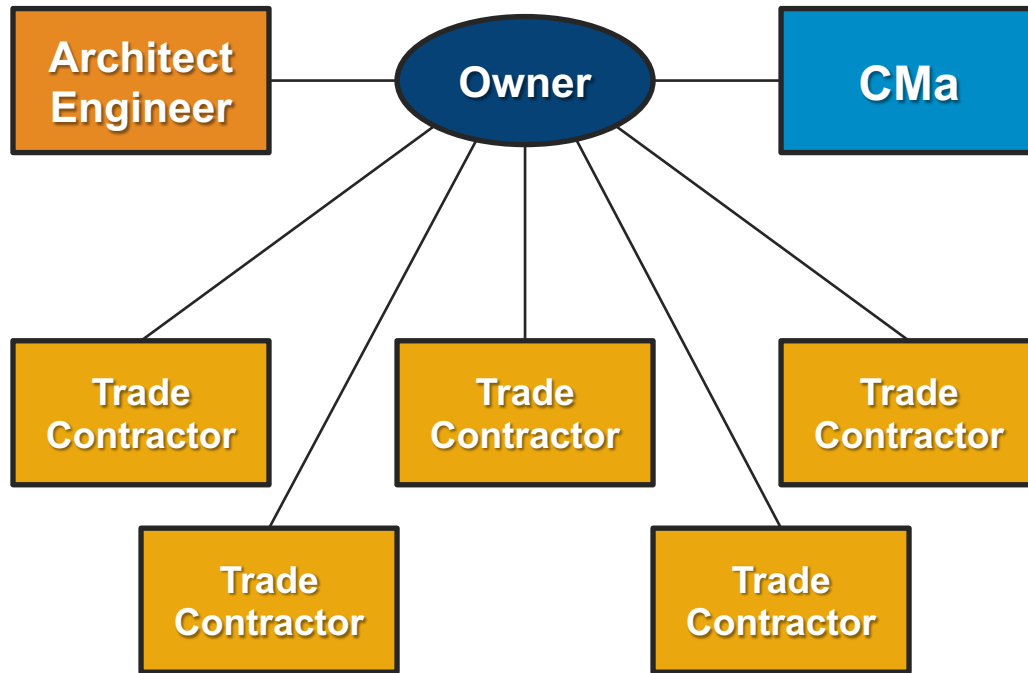 Architect
Engineer
Owner
CMa
Trade
Contractor
Trade
Contractor
Trade
Contractor
Trade
Contractor
Trade
Contractor